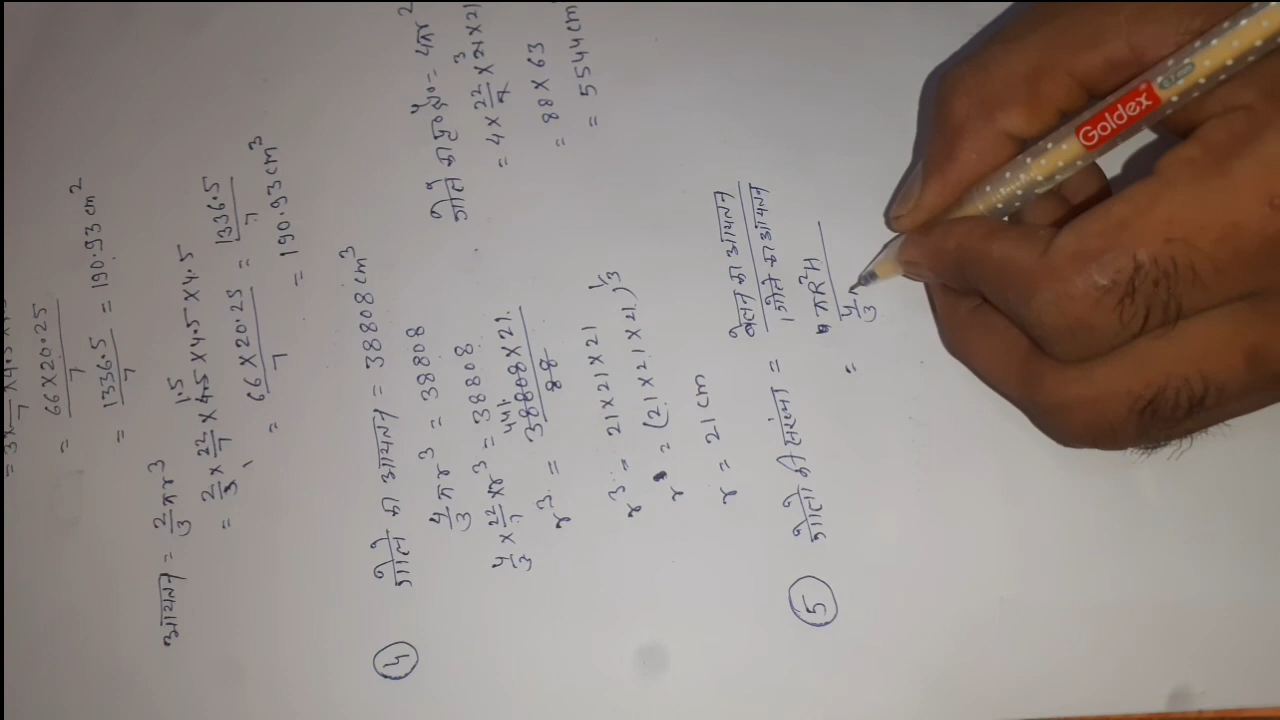 = 66×20.25/7
= 1336.5/7 = 190.93 cm²
आयतन = 2/3 πr³
= 2/3 × 22/7 × 4.5 × 4.5 × 4.5
1.5
= 66×20.25/7 = 1336.5/7
= 190.93 cm³
④ गोले का आयतन = 38808 cm³
4/3 πr³ = 38808
4/3 × 22/7 × r³ = 38808
r³ = 38808×21/88
441
r³ = 21×21×21
r = (21×21×21)^1/3
r = 21 cm
गोले का पृ० क्षे० = 4πr²
= 4 × 22/7 × 21 × 21
3
= 88 × 63
= 5544 cm
⑤ गोलो की संख्या = बेलन का आयतन/गोले का आयतन
= πR²H/4/3
Goldex